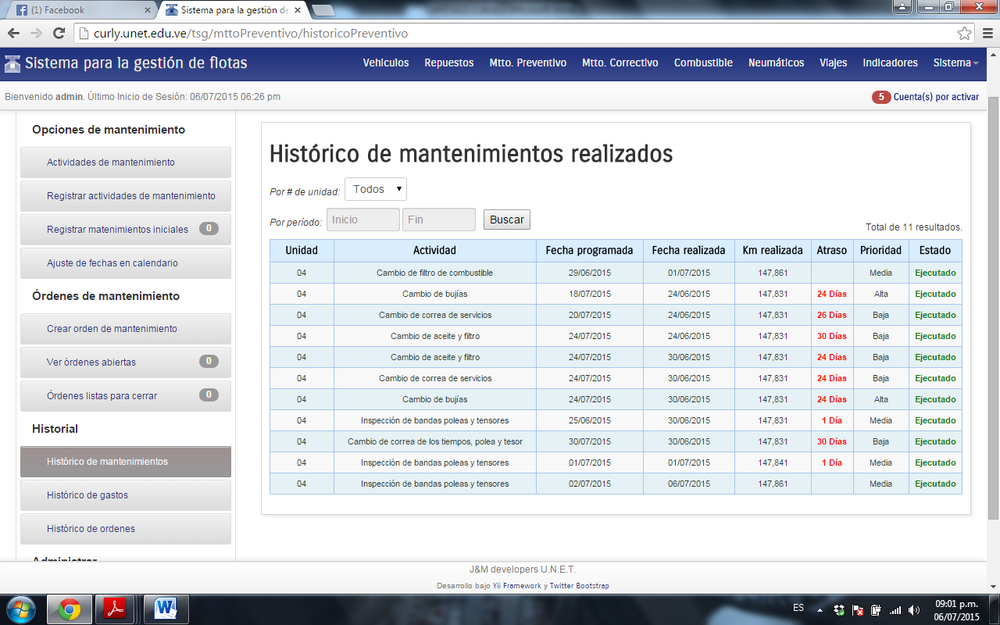 (1) Facebook
Sistema para la gestión de
curly.unet.edu.ve/tsg/mttoPreventivo/historicoPreventivo
Sistema para la gestión de flotas
Vehiculos Repuestos Mtto. Preventivo Mtto. Correctivo Combustible Neumáticos Viajes Indicadores Sistema
Bienvenido admin. Último Inicio de Sesión: 06/07/2015 06:26 pm
5 Cuenta(s) por activar
Opciones de mantenimiento
Actividades de mantenimiento
Registrar actividades de mantenimiento
Registrar matenimientos iniciales 0
Ajuste de fechas en calendario
Órdenes de mantenimiento
Crear orden de mantenimiento
Ver órdenes abiertas 0
Órdenes listas para cerrar 0
Historial
Histórico de mantenimientos
Histórico de gastos
Histórico de ordenes
Administrar
Histórico de mantenimientos realizados
Por # de unidad: Todos
Por período: Inicio Fin Buscar
Total de 11 resultados.
Unidad Actividad Fecha programada Fecha realizada Km realizada Atraso Prioridad Estado
04 Cambio de filtro de combustible 29/06/2015 01/07/2015 147,861 Media Ejecutado
04 Cambio de bujías 18/07/2015 24/06/2015 147,831 24 Días Alta Ejecutado
04 Cambio de correa de servicios 20/07/2015 24/06/2015 147,831 26 Días Baja Ejecutado
04 Cambio de aceite y filtro 24/07/2015 24/06/2015 147,831 30 Días Baja Ejecutado
04 Cambio de aceite y filtro 24/07/2015 30/06/2015 147,831 24 Días Baja Ejecutado
04 Cambio de correa de servicios 24/07/2015 30/06/2015 147,831 24 Días Baja Ejecutado
04 Cambio de bujías 24/07/2015 30/06/2015 147,831 24 Días Alta Ejecutado
04 Inspección de bandas poleas y tensores 25/06/2015 30/06/2015 147,831 1 Día Media Ejecutado
04 Cambio de correa de los tiempos, polea y tesor 30/07/2015 30/06/2015 147,831 30 Días Baja Ejecutado
04 Inspección de bandas poleas y tensores 01/07/2015 01/07/2015 147,841 1 Día Media Ejecutado
04 Inspección de bandas poleas y tensores 02/07/2015 06/07/2015 147,861 Media Ejecutado
J&M developers U.N.E.T.
Desarrollo bajo Yii Framework y Twitter Bootstrap
ES
09:01 p.m.
06/07/2015